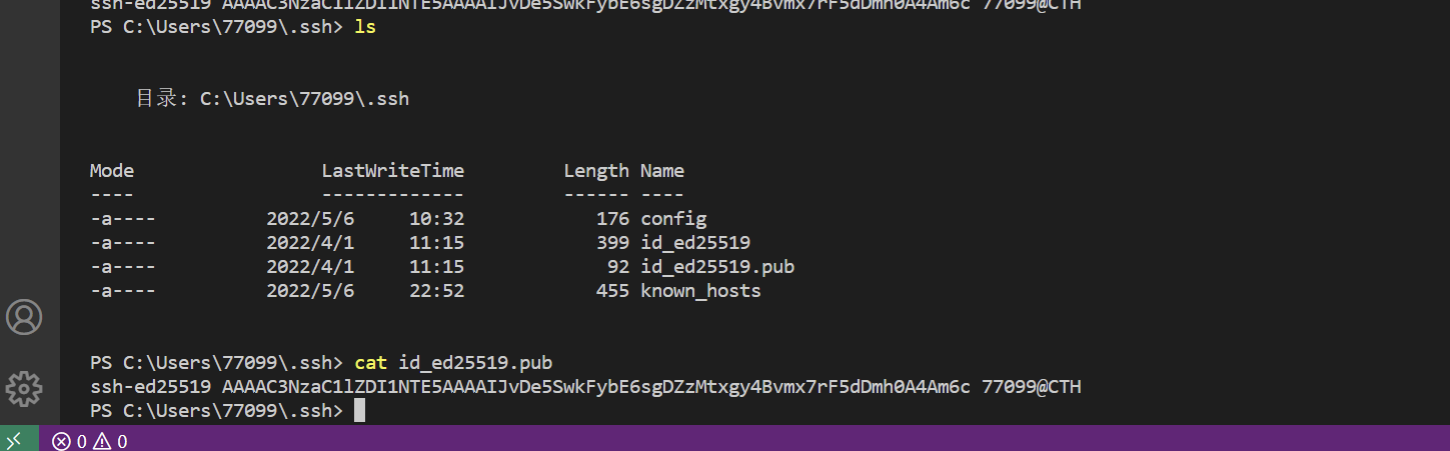 ssh-ed25519 AAAAC3NzaC1lZDI1NTE5AAAAIJvDe5SwkFybE6sgDZzMtxgy4Bvmx7rF5dDmh0A4Am6c 77099@CTH
PS C:\Users\77099\.ssh> ls
目录: C:\Users\77099\.ssh
Mode LastWriteTime Length Name
---- ------------- ------ ----
-a---- 2022/5/6 10:32 176 config
-a---- 2022/4/1 11:15 399 id_ed25519
-a---- 2022/4/1 11:15 92 id_ed25519.pub
-a---- 2022/5/6 22:52 455 known_hosts
PS C:\Users\77099\.ssh> cat id_ed25519.pub
ssh-ed25519 AAAAC3NzaC1lZDI1NTE5AAAAIJvDe5SwkFybE6sgDZzMtxgy4Bvmx7rF5dDmh0A4Am6c 77099@CTH
PS C:\Users\77099\.ssh>
0 0